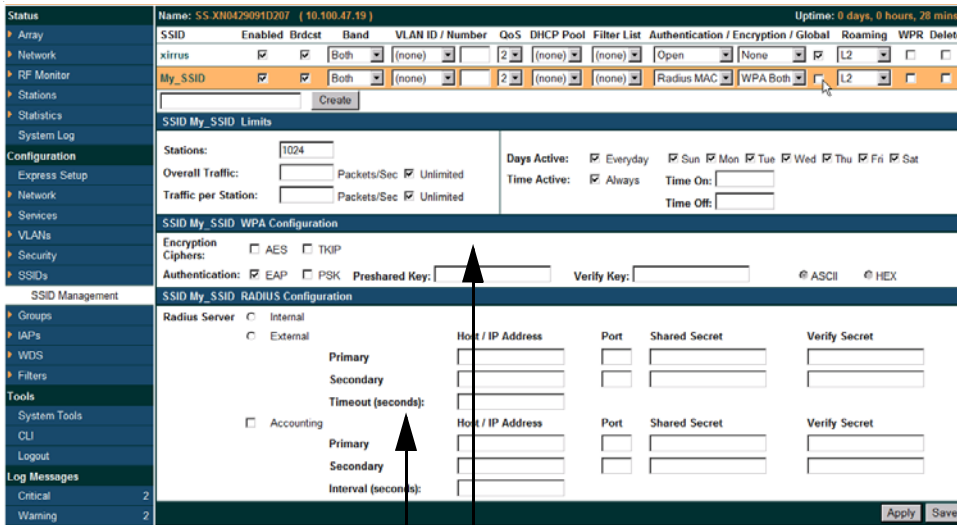 Status
Array
Network
RF Monitor
Stations
Statistics
System Log
Configuration
Express Setup
Network
Services
VLANs
Security
SSIDs
SSID Management
Groups
IAPs
WDS
Filters
Tools
System Tools
CLI
Logout
Log Messages
Critical 2
Warning 2
Name: SS-XN0429091D207 ( 10.100.47.19 ) Uptime: 0 days, 0 hours, 28 mins
SSID Enabled Brdcst Band VLAN ID / Number QoS DHCP Pool Filter List Authentication / Encryption / Global Roaming WPR Delete
xirrus Both (none) 2 (none) (none) Open None L2
My_SSID Both (none) 2 (none) (none) Radius MAC WPA Both L2
Create
SSID My_SSID Limits
Stations: 1024
Overall Traffic: Packets/Sec Unlimited
Traffic per Station: Packets/Sec Unlimited
Days Active: Everyday Sun Mon Tue Wed Thu Fri Sat
Time Active: Always Time On:
Time Off:
SSID My_SSID WPA Configuration
Encryption Ciphers: AES TKIP
Authentication: EAP PSK Preshared Key: Verify Key: ASCII HEX
SSID My_SSID RADIUS Configuration
Radius Server Internal
External Host / IP Address Port Shared Secret Verify Secret
Primary
Secondary
Timeout (seconds):
Accounting Host / IP Address Port Shared Secret Verify Secret
Primary
Secondary
Interval (seconds):
Apply Save